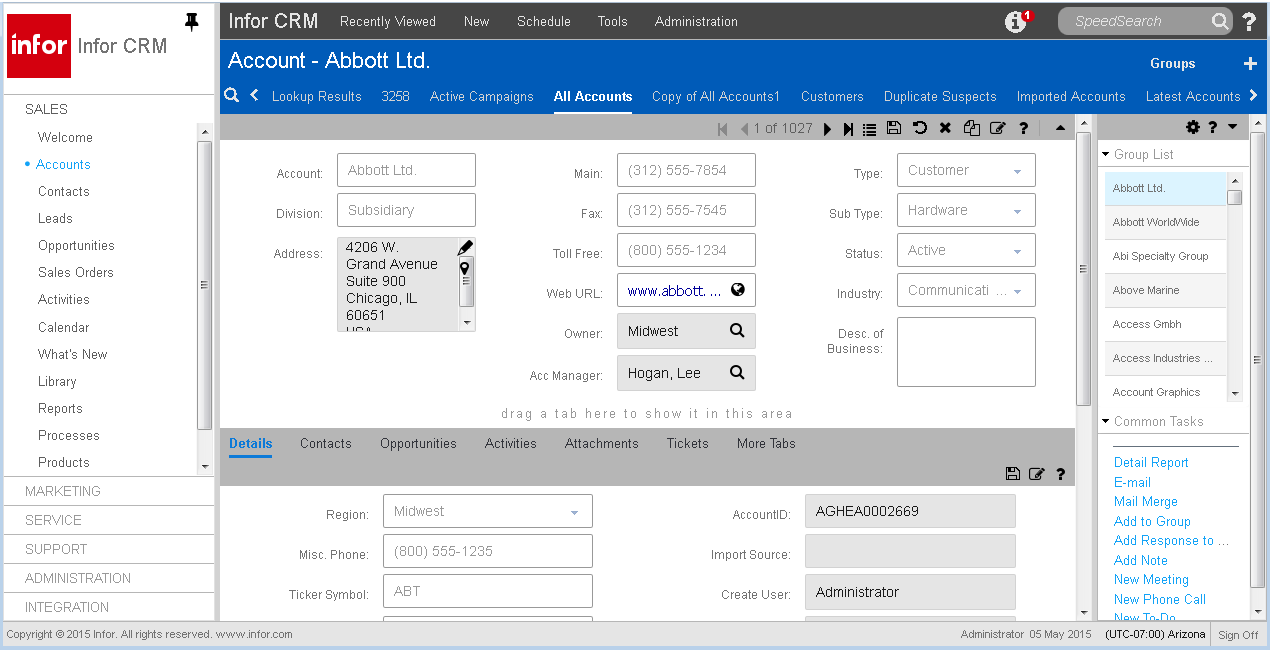 infor Infor CRM
Infor CRM Recently Viewed New Schedule Tools Administration 1 SpeedSearch ?
Account - Abbott Ltd. Groups +
Lookup Results 3258 Active Campaigns All Accounts Copy of All Accounts1 Customers Duplicate Suspects Imported Accounts Latest Accounts
SALES
Welcome
Accounts
Contacts
Leads
Opportunities
Sales Orders
Activities
Calendar
What's New
Library
Reports
Processes
Products
MARKETING
SERVICE
SUPPORT
ADMINISTRATION
INTEGRATION
1 of 1027 ?
Account: Abbott Ltd.
Division: Subsidiary
Address: 4206 W.
Grand Avenue
Suite 900
Chicago, IL
60651
USA
Main: (312) 555-7854
Fax: (312) 555-7545
Toll Free: (800) 555-1234
Web URL: www.abbott. ...
Owner: Midwest
Acc Manager: Hogan, Lee
Type: Customer
Sub Type: Hardware
Status: Active
Industry: Communicati ...
Desc. of
Business:
drag a tab here to show it in this area
Details Contacts Opportunities Activities Attachments Tickets More Tabs
?
Region: Midwest
Misc. Phone: (800) 555-1235
Ticker Symbol: ABT
AccountID: AGHEA0002669
Import Source:
Create User: Administrator
?
Group List
Abbott Ltd.
Abbott WorldWide
Abi Specialty Group
Above Marine
Access Gmbh
Access Industries ...
Account Graphics
Common Tasks
Detail Report
E-mail
Mail Merge
Add to Group
Add Response to ...
Add Note
New Meeting
New Phone Call
New To-Do
Copyright © 2015 Infor. All rights reserved. www.infor.com
Administrator 05 May 2015 (UTC-07:00) Arizona Sign Off